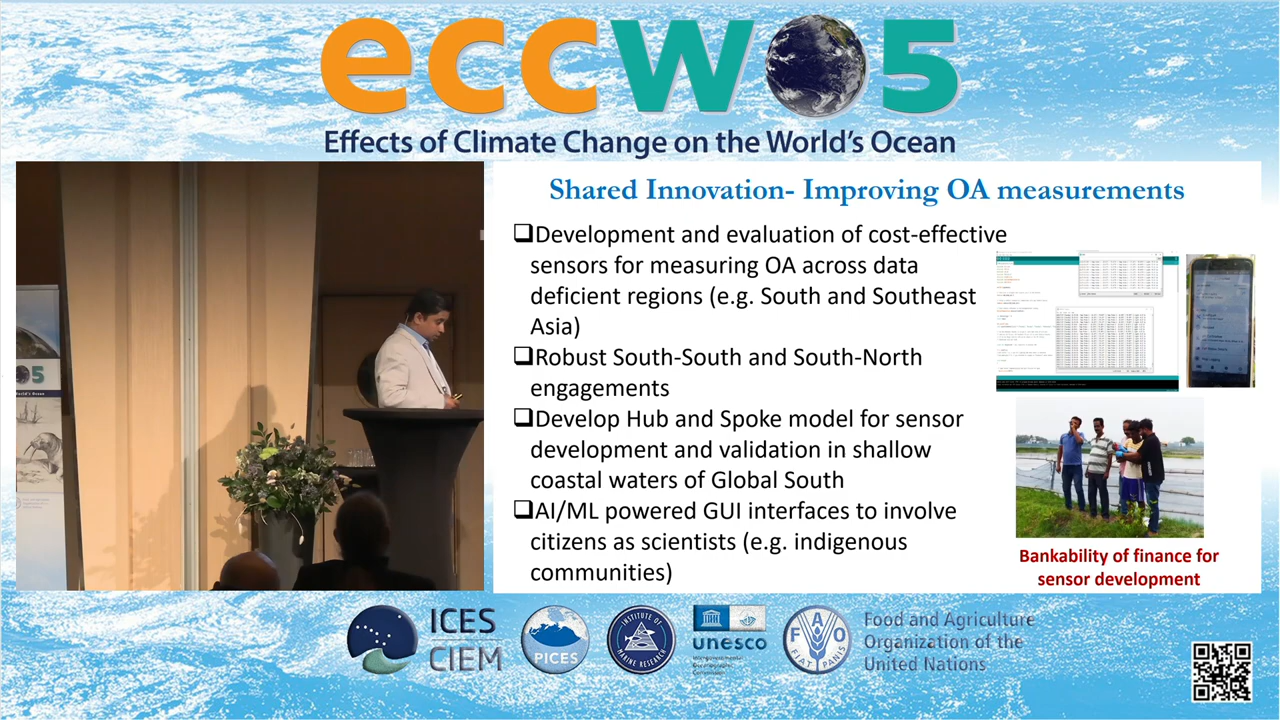 eccwo5
Effects of Climate Change on the World's Ocean
Shared Innovation- Improving OA measurements
❑Development and evaluation of cost-effective
sensors for measuring OA across data
deficient regions (e.g. South and Southeast
Asia)
❑Robust South-South and South-North
engagements
❑Develop Hub and Spoke model for sensor
development and validation in shallow
coastal waters of Global South
❑AI/ML powered GUI interfaces to involve
citizens as scientists (e.g. indigenous
communities)
Bankability of finance for
sensor development
ICES
CIEM
PICES
INSTITUTE OF
MARINE RESEARCH
unesco
Intergovernmental
Oceanographic
Commission
FAO
FIAT PANIS
Food and Agriculture
Organization of the
United Nations